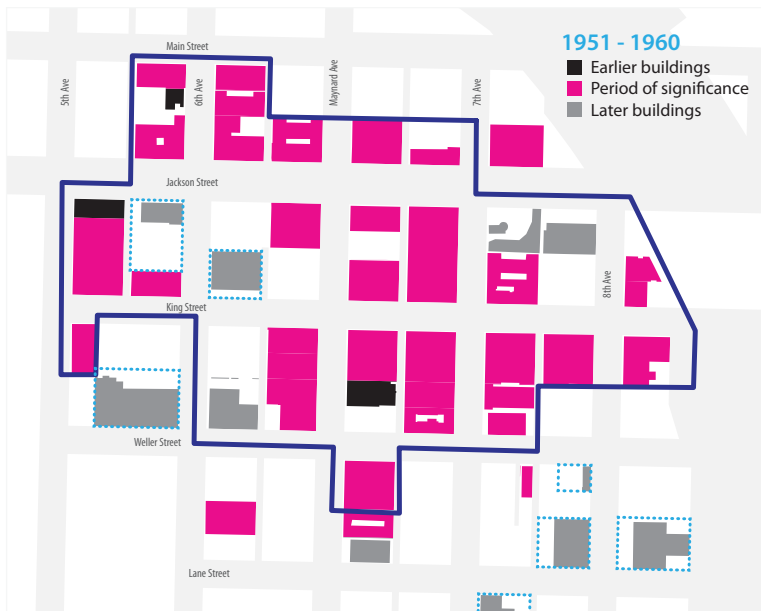 1951 - 1960
Earlier buildings
Period of significance
Later buildings
Main Street
5th Ave
6th Ave
Maynard Ave
7th Ave
Jackson Street
8th Ave
King Street
Weller Street
Lane Street